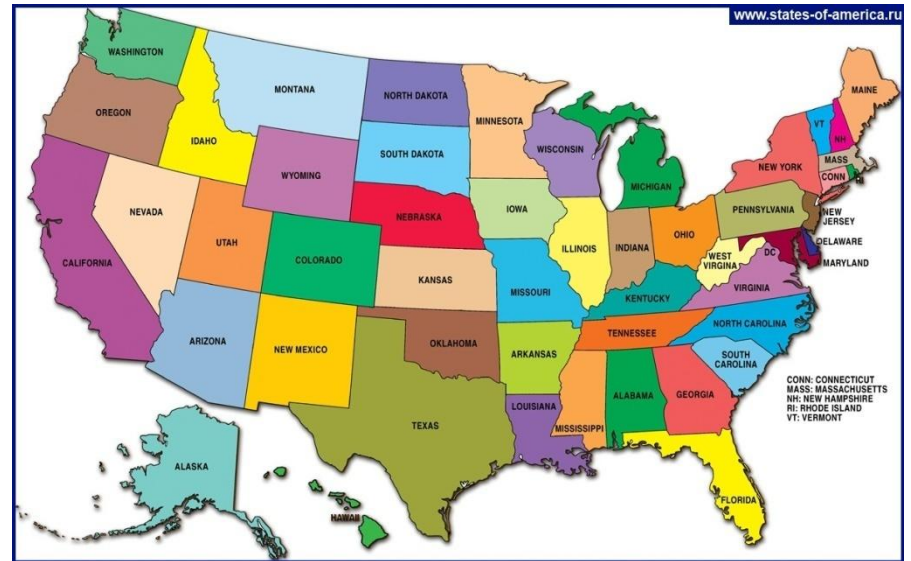 www.states-of-america.ru
WASHINGTON
MONTANA
NORTH DAKOTA
MINNESOTA
MAINE
VT
NH
OREGON
IDAHO
SOUTH DAKOTA
WISCONSIN
MICHIGAN
NEW YORK
MASS
CONN
RI
WYOMING
NEVADA
UTAH
COLORADO
NEBRASKA
IOWA
ILLINOIS
INDIANA
OHIO
PENNSYLVANIA
NEW
JERSEY
DELAWARE
MARYLAND
DC
WEST
VIRGINA
VIRGINIA
CALIFORNIA
KANSAS
MISSOURI
KENTUCKY
ARIZONA
NEW MEXICO
OKLAHOMA
ARKANSAS
TENNESSEE
NORTH CAROLINA
SOUTH
CAROLINA
TEXAS
LOUISIANA
MISSISSIPPI
ALABAMA
GEORGIA
FLORIDA
ALASKA
HAWAII
CONN: CONNECTICUT
MASS: MASSACHUSETTS
NH: NEW HAMPSHIRE
RI: RHODE ISLAND
VT: VERMONT